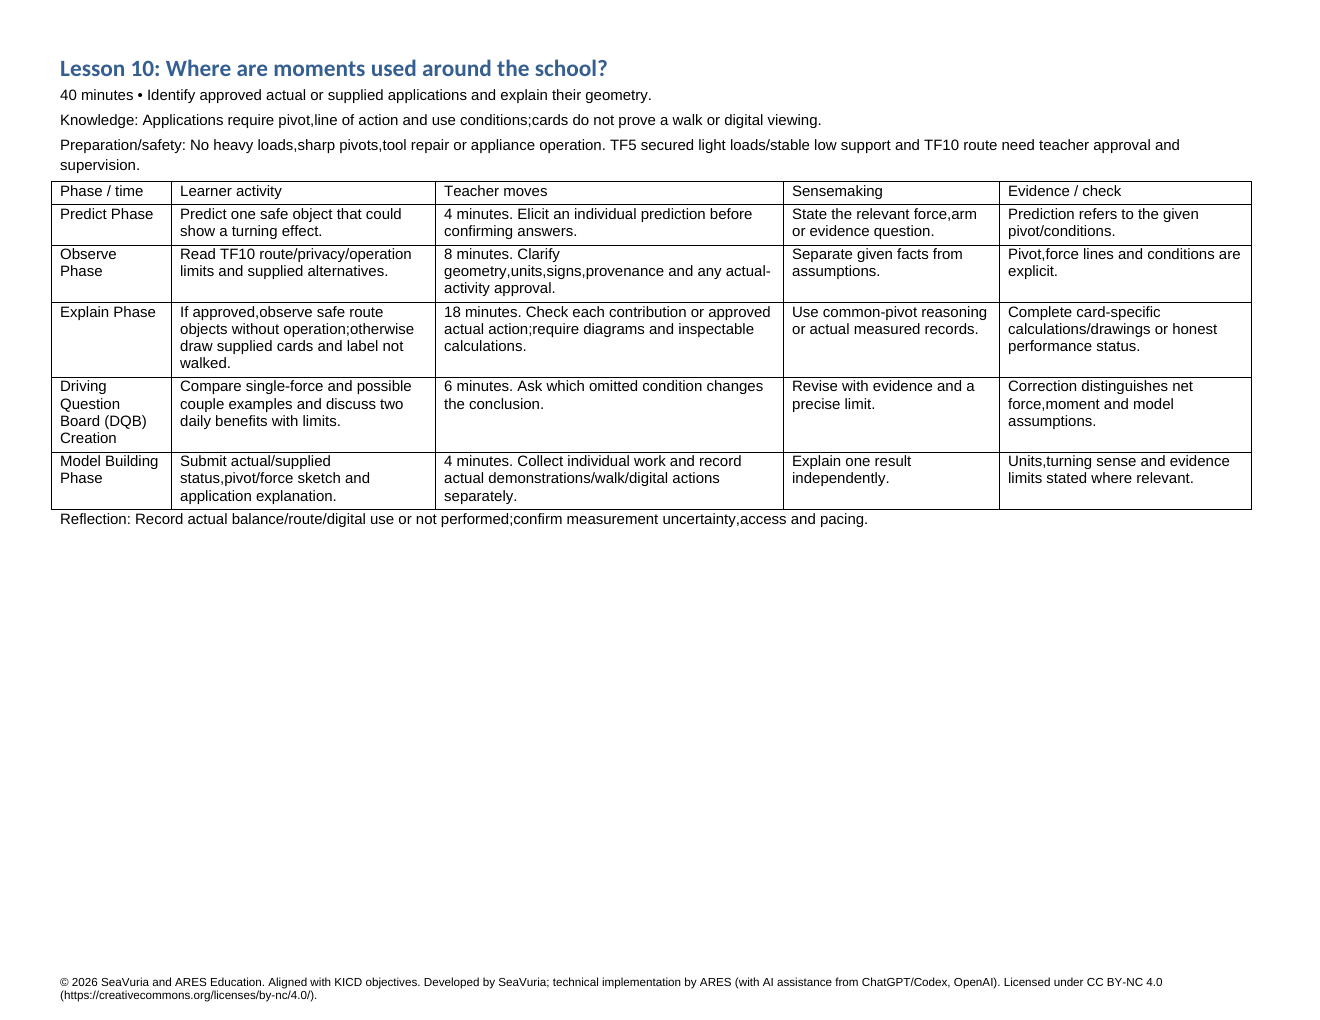 Lesson 10: Where are moments used around the school?
40 minutes • Identify approved actual or supplied applications and explain their geometry.
Knowledge: Applications require pivot,line of action and use conditions;cards do not prove a walk or digital viewing.
Preparation/safety: No heavy loads,sharp pivots,tool repair or appliance operation. TF5 secured light loads/stable low support and TF10 route need teacher approval and
supervision.
Phase / time
Learner activity
Teacher moves
Sensemaking
Evidence / check
Predict Phase
Predict one safe object that could
show a turning effect.
4 minutes. Elicit an individual prediction before
confirming answers.
State the relevant force,arm
or evidence question.
Prediction refers to the given
pivot/conditions.
Observe
Phase
Read TF10 route/privacy/operation
limits and supplied alternatives.
8 minutes. Clarify
geometry,units,signs,provenance and any actual-
activity approval.
Separate given facts from
assumptions.
Pivot,force lines and conditions are
explicit.
Explain Phase
If approved,observe safe route
objects without operation;otherwise
draw supplied cards and label not
walked.
18 minutes. Check each contribution or approved
actual action;require diagrams and inspectable
calculations.
Use common-pivot reasoning
or actual measured records.
Complete card-specific
calculations/drawings or honest
performance status.
Driving
Question
Board (DQB)
Creation
Compare single-force and possible
couple examples and discuss two
daily benefits with limits.
6 minutes. Ask which omitted condition changes
the conclusion.
Revise with evidence and a
precise limit.
Correction distinguishes net
force,moment and model
assumptions.
Model Building
Phase
Submit actual/supplied
status,pivot/force sketch and
application explanation.
4 minutes. Collect individual work and record
actual demonstrations/walk/digital actions
separately.
Explain one result
independently.
Units,turning sense and evidence
limits stated where relevant.
Reflection: Record actual balance/route/digital use or not performed;confirm measurement uncertainty,access and pacing.
© 2026 SeaVuria and ARES Education. Aligned with KICD objectives. Developed by SeaVuria; technical implementation by ARES (with AI assistance from ChatGPT/Codex, OpenAI). Licensed under CC BY-NC 4.0
(https://creativecommons.org/licenses/by-nc/4.0/).